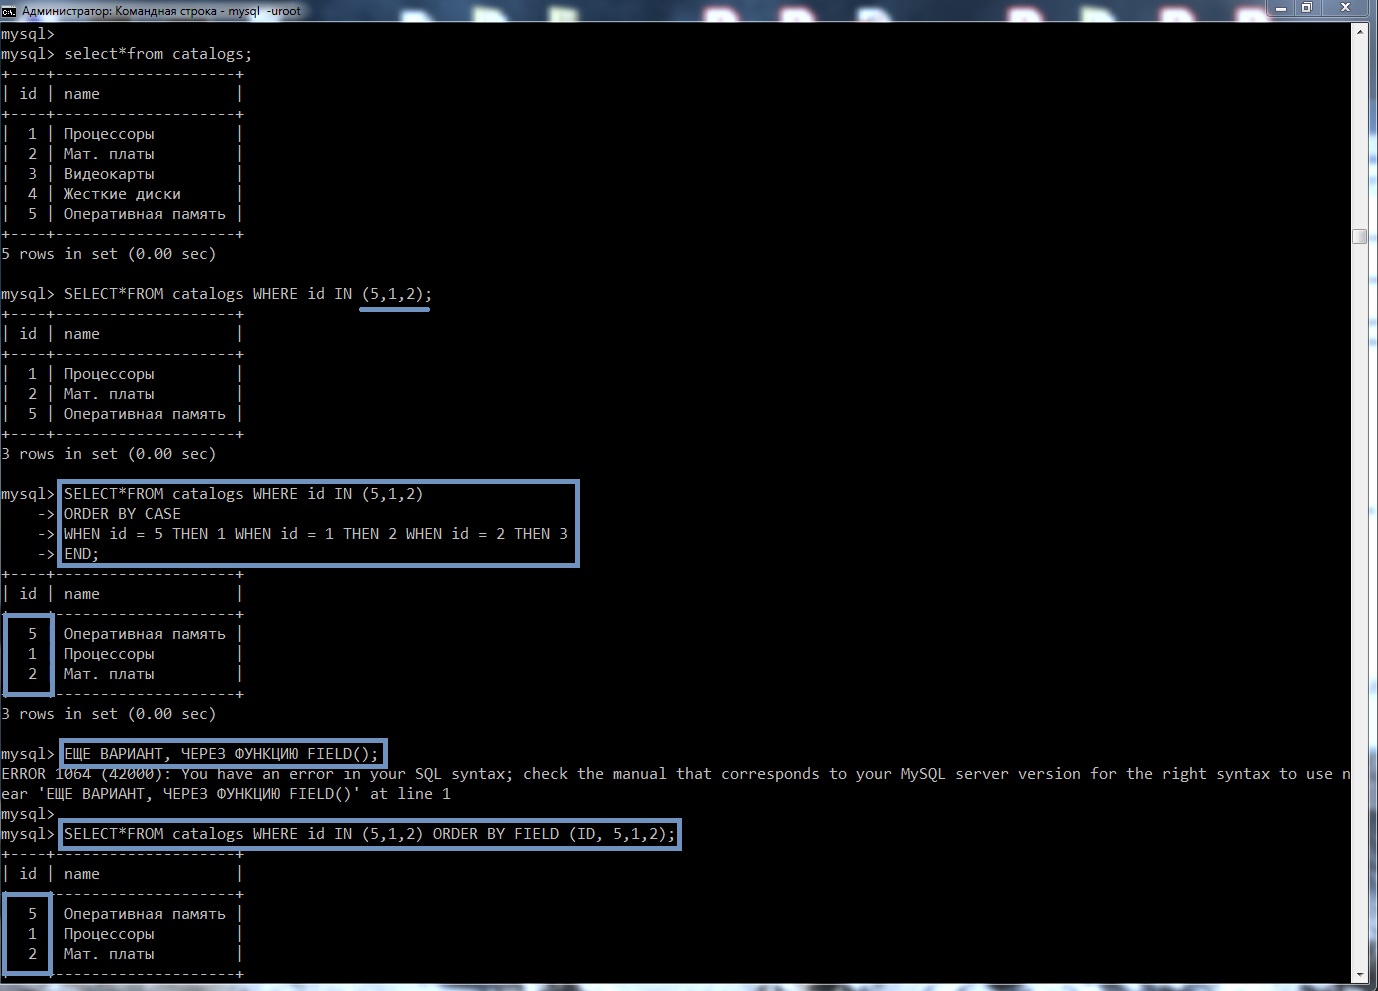 Администратор: Командная строка - mysql  -uroot
mysql>
mysql> select*from catalogs;
+----+--------------------+
| id | name               |
+----+--------------------+
|  1 | Процессоры         |
|  2 | Мат. платы         |
|  3 | Видеокарты         |
|  4 | Жесткие диски      |
|  5 | Оперативная память |
+----+--------------------+
5 rows in set (0.00 sec)
mysql> SELECT*FROM catalogs WHERE id IN (5,1,2);
+----+--------------------+
| id | name               |
+----+--------------------+
|  1 | Процессоры         |
|  2 | Мат. платы         |
|  5 | Оперативная память |
+----+--------------------+
3 rows in set (0.00 sec)
mysql> SELECT*FROM catalogs WHERE id IN (5,1,2)
    -> ORDER BY CASE
    -> WHEN id = 5 THEN 1 WHEN id = 1 THEN 2 WHEN id = 2 THEN 3
    -> END;
+----+--------------------+
| id | name               |
+----+--------------------+
   5   Оперативная память |
   1   Процессоры         |
   2   Мат. платы         |
+----+--------------------+
3 rows in set (0.00 sec)
mysql> ЕЩЕ ВАРИАНТ, ЧЕРЕЗ ФУНКЦИЮ FIELD();
ERROR 1064 (42000): You have an error in your SQL syntax; check the manual that corresponds to your MySQL server version for the right syntax to use n
ear 'ЕЩЕ ВАРИАНТ, ЧЕРЕЗ ФУНКЦИЮ FIELD()' at line 1
mysql>
mysql> SELECT*FROM catalogs WHERE id IN (5,1,2) ORDER BY FIELD (ID, 5,1,2);
+----+--------------------+
| id | name               |
+----+--------------------+
   5   Оперативная память |
   1   Процессоры         |
   2   Мат. платы         |
+----+--------------------+